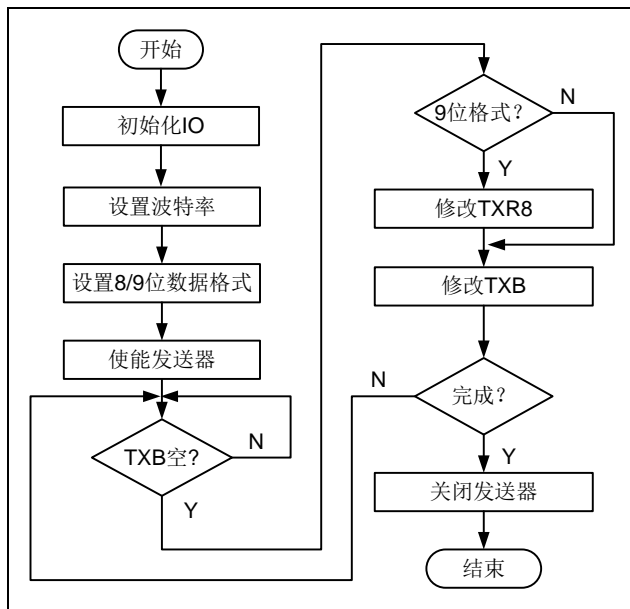 开始
初始化IO
设置波特率
设置8/9位数据格式
使能发送器
TXB空?
N
Y
9位格式？
N
Y
修改TXR8
修改TXB
完成？
N
Y
关闭发送器
结束